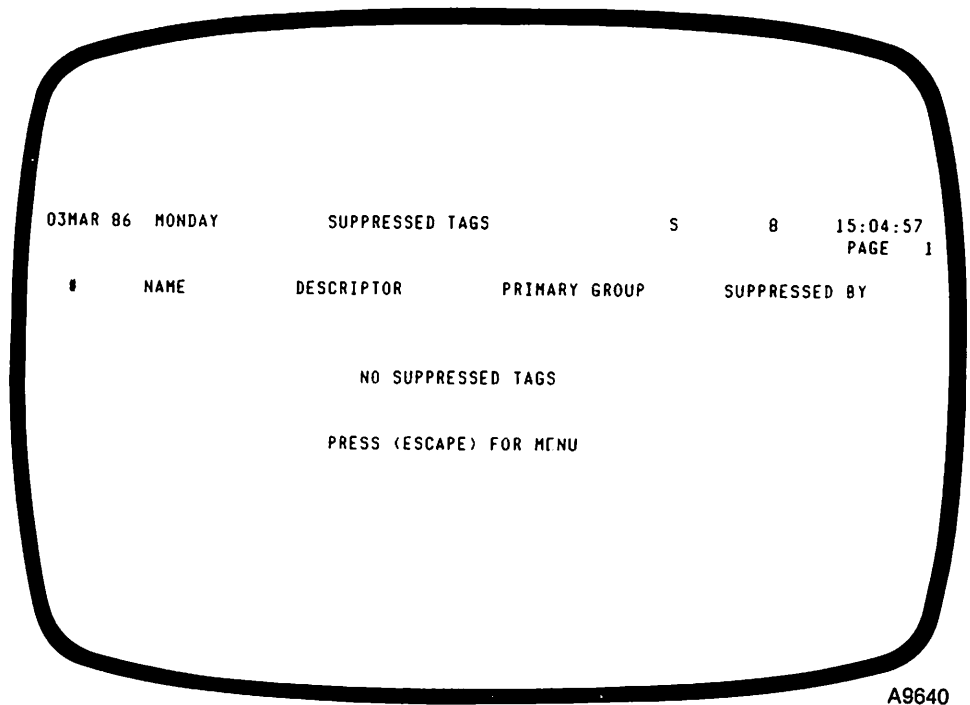 03MAR 86 MONDAY SUPPRESSED TAGS S 8 15:04:57
PAGE 1
# NAME DESCRIPTOR PRIMARY GROUP SUPPRESSED BY
NO SUPPRESSED TAGS
PRESS (ESCAPE) FOR MENU
A9640